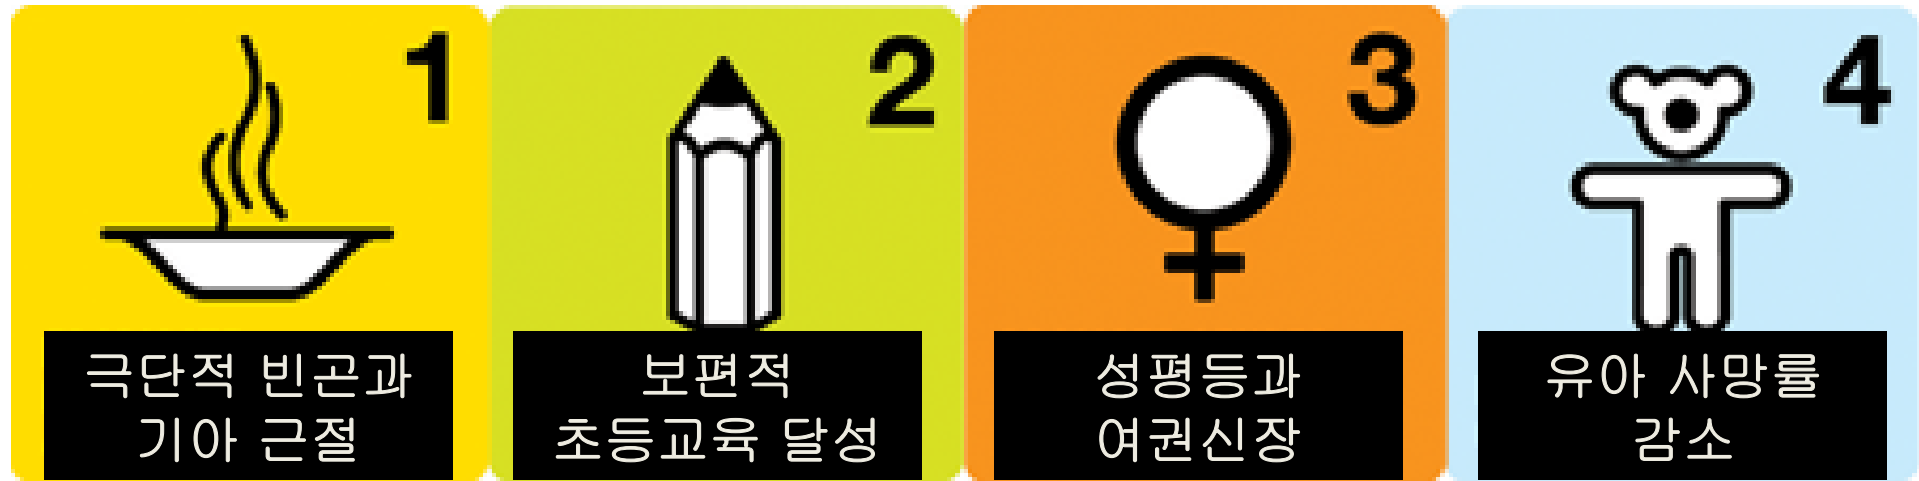 1
극단적 빈곤과
기아 근절
2
보편적
초등교육 달성
3
성평등과
여권신장
4
유아 사망률
감소